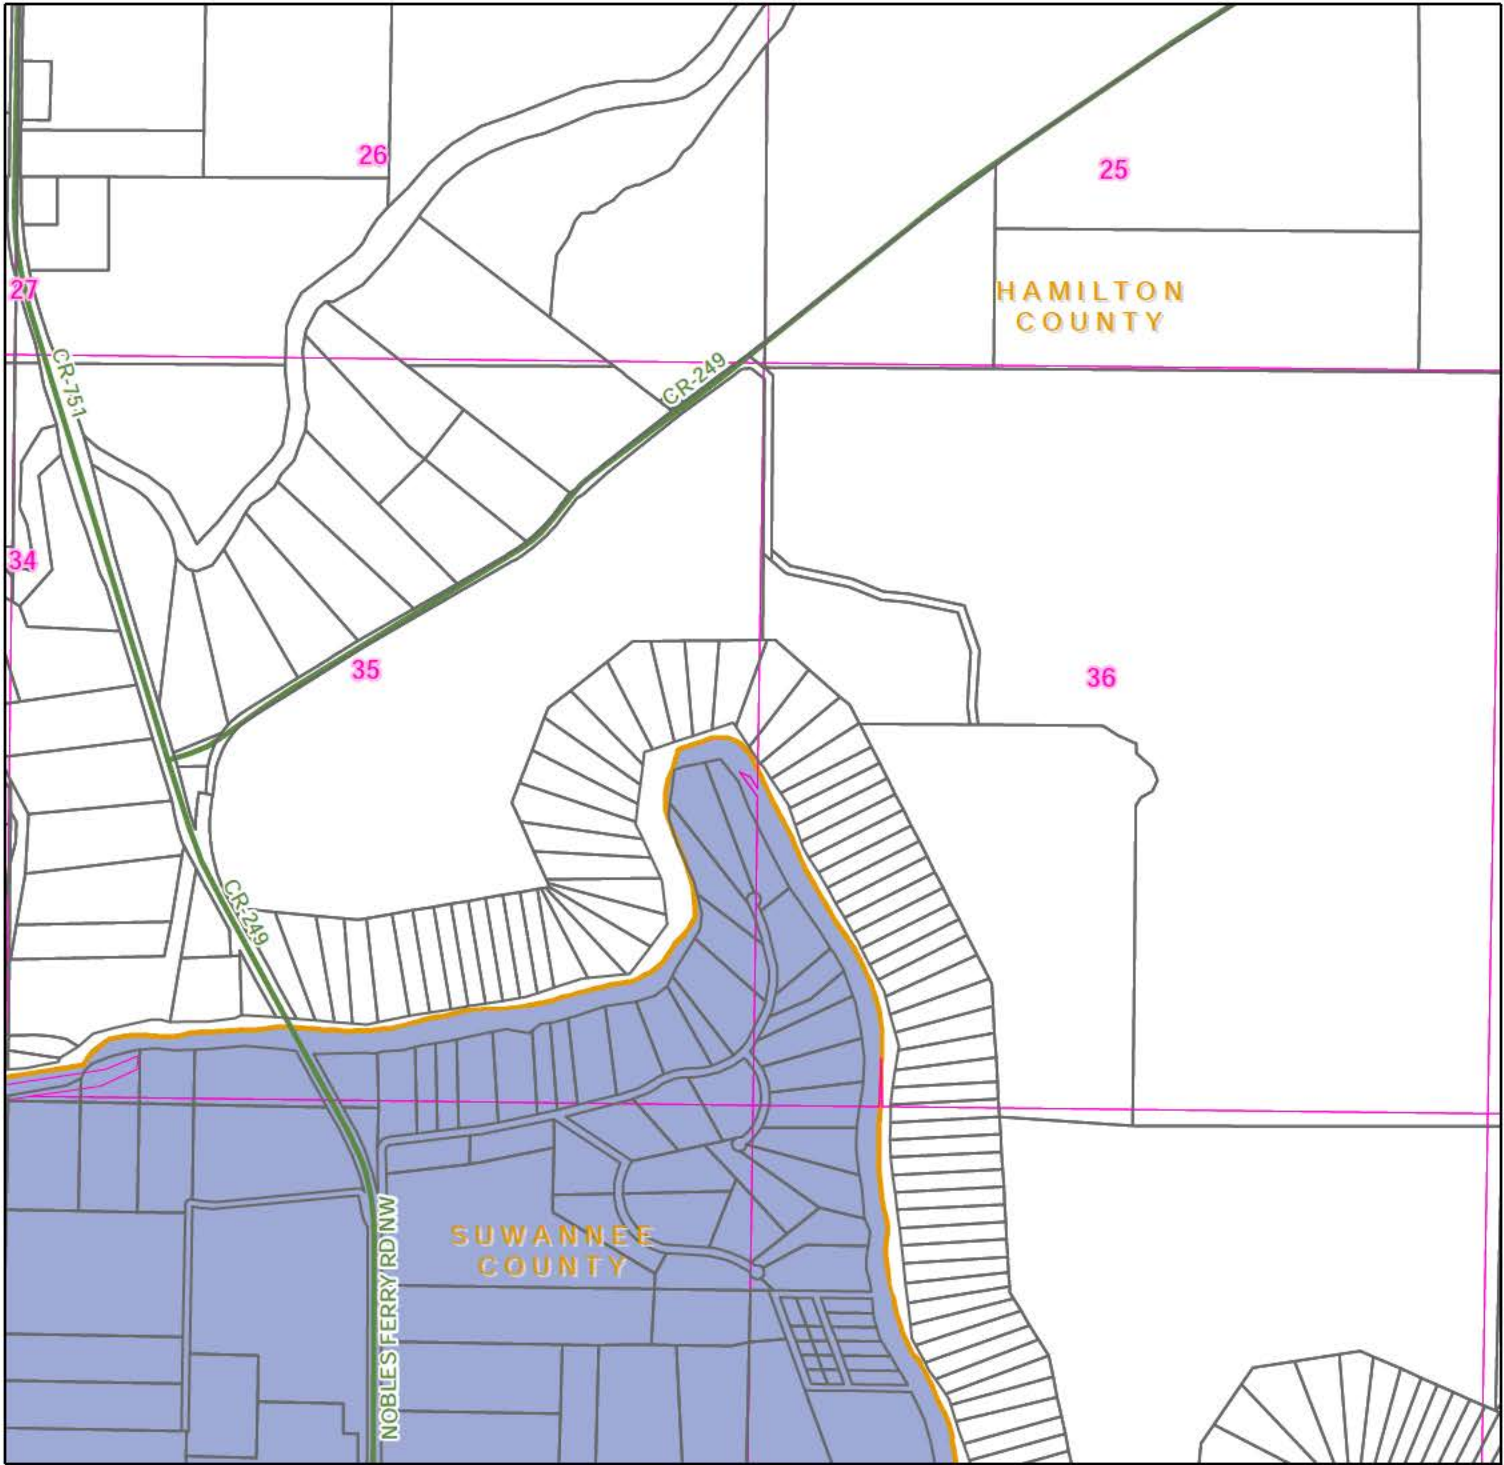 26
25
27
HAMILTON
COUNTY
CR-751
CR-249
34
35
36
CR-249
SUWANNEE
COUNTY
NOBLES FERRY RD NW